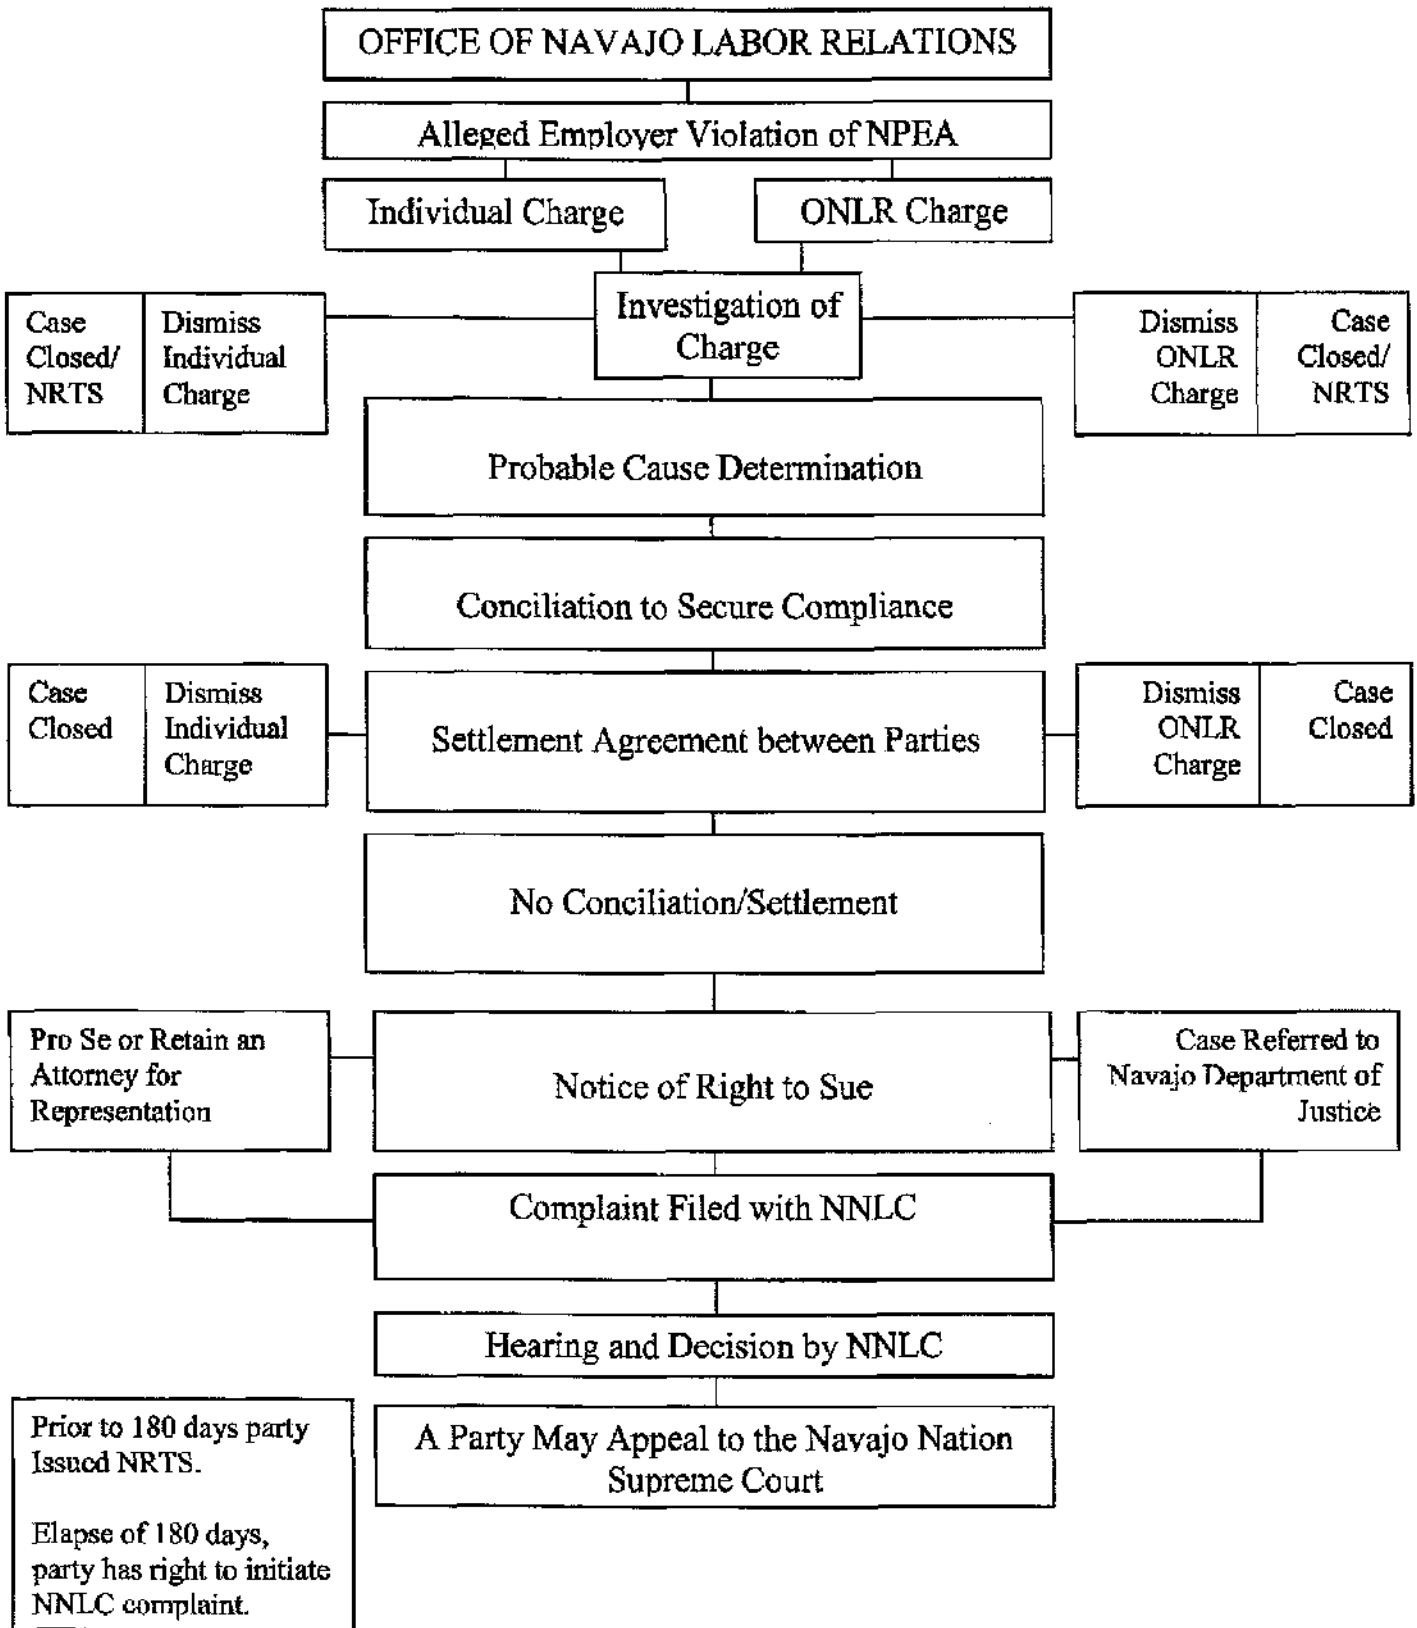 OFFICE OF NAVAJO LABOR RELATIONS
Alleged Employer Violation of NPEA
Individual Charge
ONLR Charge
Investigation of
Charge
Case
Closed/
NRTS
Dismiss
Individual
Charge
Dismiss
ONLR
Charge
Case
Closed/
NRTS
Probable Cause Determination
Conciliation to Secure Compliance
Case
Closed
Dismiss
Individual
Charge
Settlement Agreement between Parties
Dismiss
ONLR
Charge
Case
Closed
No Conciliation/Settlement
Pro Se or Retain an
Attorney for
Representation
Notice of Right to Sue
Case Referred to
Navajo Department of
Justice
Complaint Filed with NNLC
Hearing and Decision by NNLC
A Party May Appeal to the Navajo Nation
Supreme Court
Prior to 180 days party
Issued NRTS.
Elapse of 180 days,
party has right to initiate
NNLC complaint.